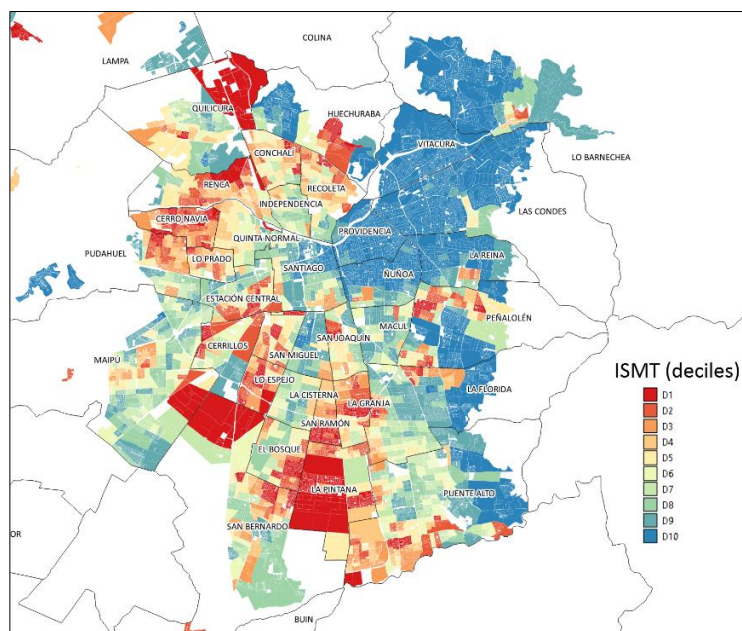 COLINA
LAMPA
QUILICURA
HUECHURABA
CONCHALÍ
VITACURA
LO BARNECHEA
RENCA
RECOLETA
INDEPENDENCIA
LAS CONDES
CERRO NAVIA
PROVIDENCIA
QUINTA NORMAL
PUDAHUEL
LO PRADO
SANTIAGO
LA REINA
ÑUÑOA
ESTACIÓN CENTRAL
PEÑALOLÉN
MACUL
SAN JOAQUÍN
CERRILLOS
SAN MIGUEL
MAIPÚ
LO ESPEJO
LA FLORIDA
LA CISTERNA
LA GRANJA
SAN RAMÓN
EL BOSQUE
LA PINTANA
PUENTE ALTO
SAN BERNARDO
OR
BUIN
ISMT (deciles)
D1
D2
D3
D4
D5
D6
D7
D8
D9
D10